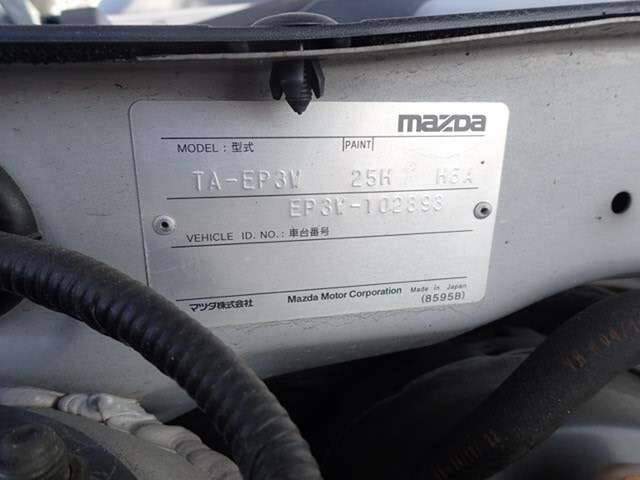 mazda
MODEL: 型式 PAINT
TA-EP3W 25H H3A
EP3W-102893
VEHICLE ID. NO.: 車台番号
マツダ株式会社 Mazda Motor Corporation Made in Japan
(8595B)